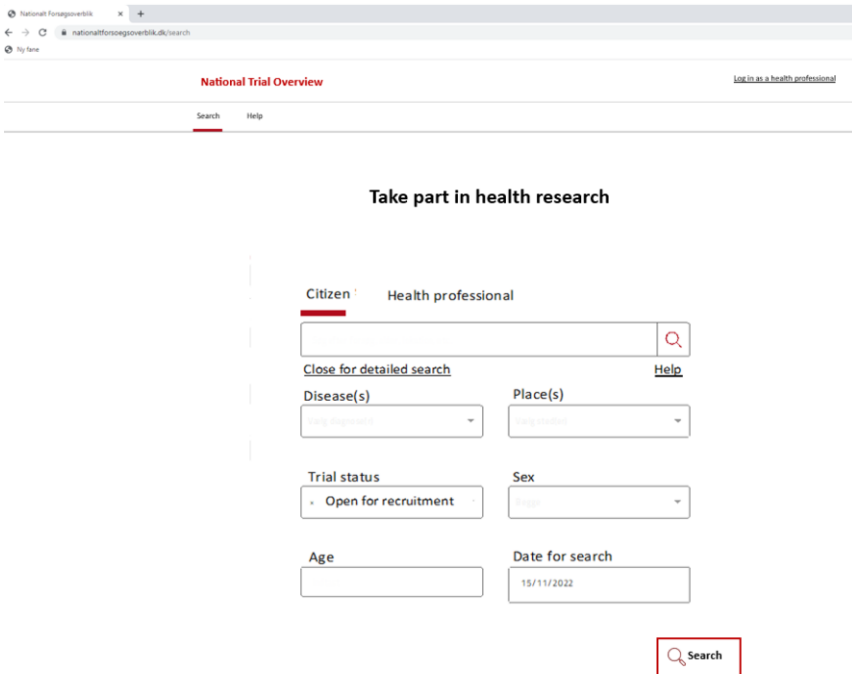 Nationalt Forsøgsoverblik
nationaltforsoegsoverblik.dk/search
Ny fane
National Trial Overview
Log in as a health professional
Search Help
Take part in health research
Citizen Health professional
Close for detailed search Help
Disease(s) Place(s)
Trial status Sex
Open for recruitment
Age Date for search
15/11/2022
Search